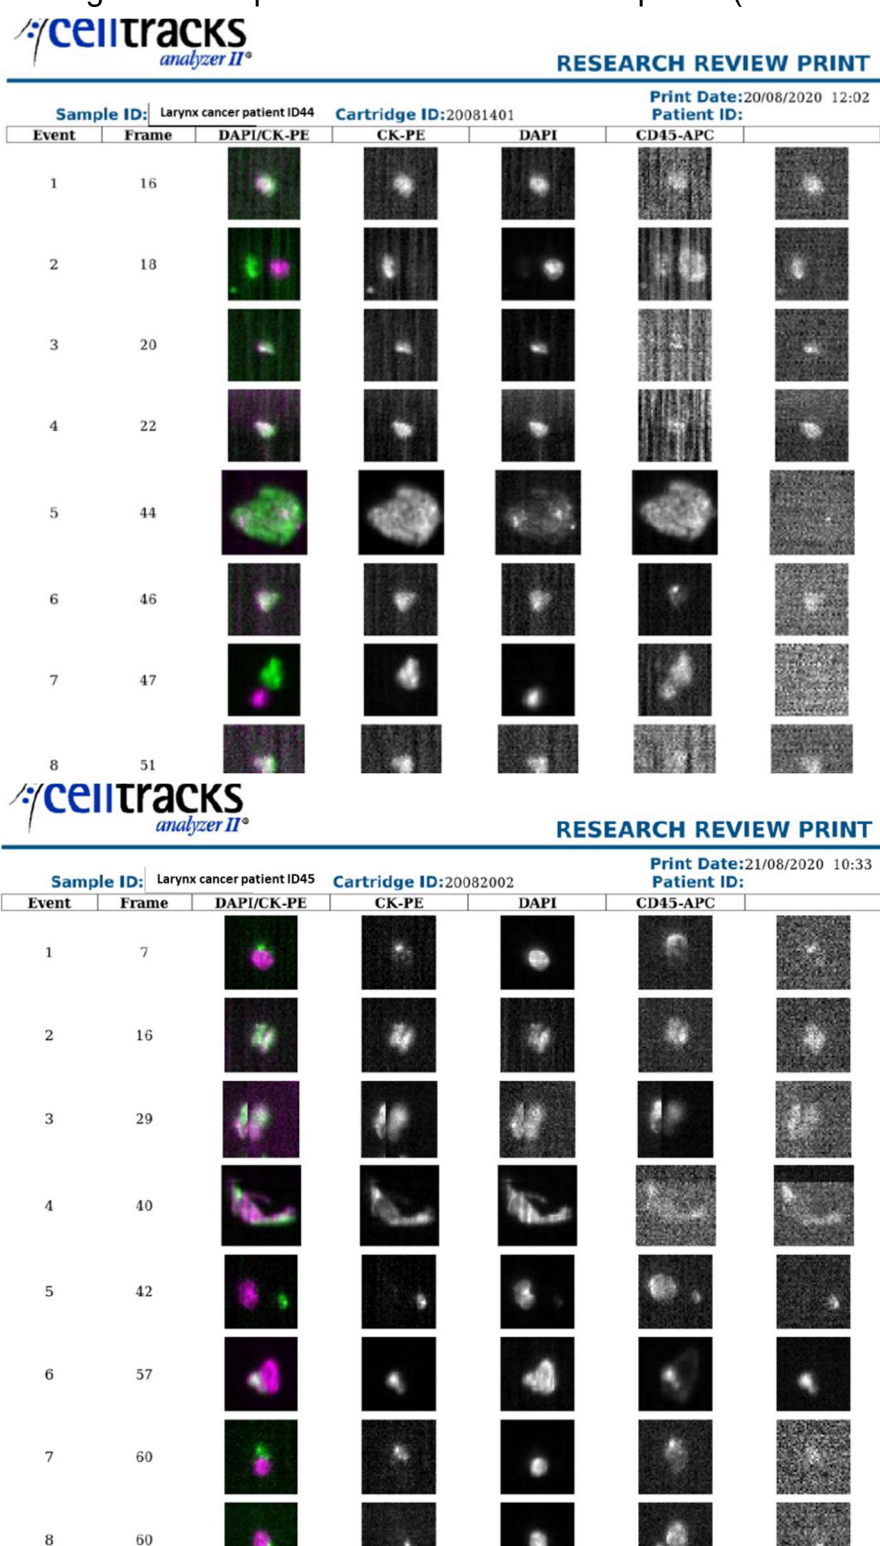 celltracks
analyzer II®
RESEARCH REVIEW PRINT
Print Date:20/08/2020 12:02
Sample ID: Larynx cancer patient ID44 Cartridge ID:20081401 Patient ID:
Event Frame DAPI/CK-PE CK-PE DAPI CD45-APC
1 16
2 18
3 20
4 22
5 44
6 46
7 47
8 51
celltracks
analyzer II®
RESEARCH REVIEW PRINT
Print Date:21/08/2020 10:33
Sample ID: Larynx cancer patient ID45 Cartridge ID:20082002 Patient ID:
Event Frame DAPI/CK-PE CK-PE DAPI CD45-APC
1 7
2 16
3 29
4 40
5 42
6 57
7 60
8 60